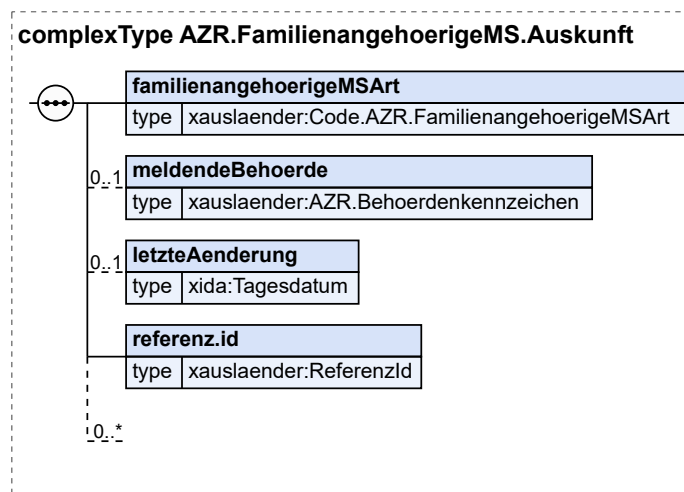 complexType AZR.FamilienangehoerigeMS.Auskunft
familienangehoerigeMSArt
type xauslaender:Code.AZR.FamilienangehoerigeMSArt
0..1
meldendeBehoerde
type xauslaender:AZR.Behoerdenkennzeichen
0..1
letzteAenderung
type xida:Tagesdatum
referenz.id
type xauslaender:ReferenzId
0..*